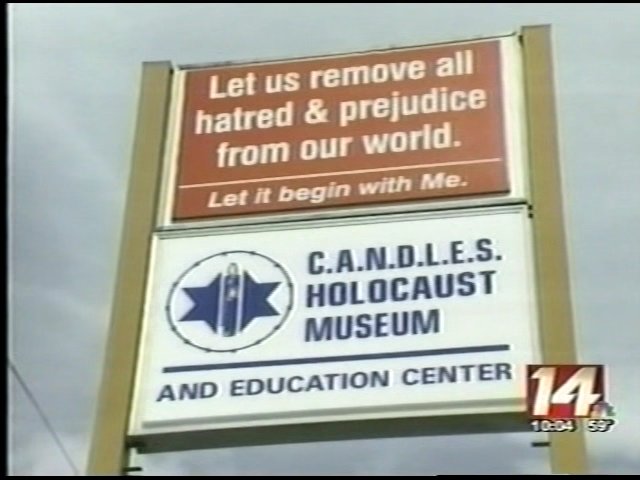 Let us remove all
hatred & prejudice
from our world.
Let it begin with Me.
C.A.N.D.L.E.S.
HOLOCAUST
MUSEUM
AND EDUCATION CENTER
14
10:04 59°